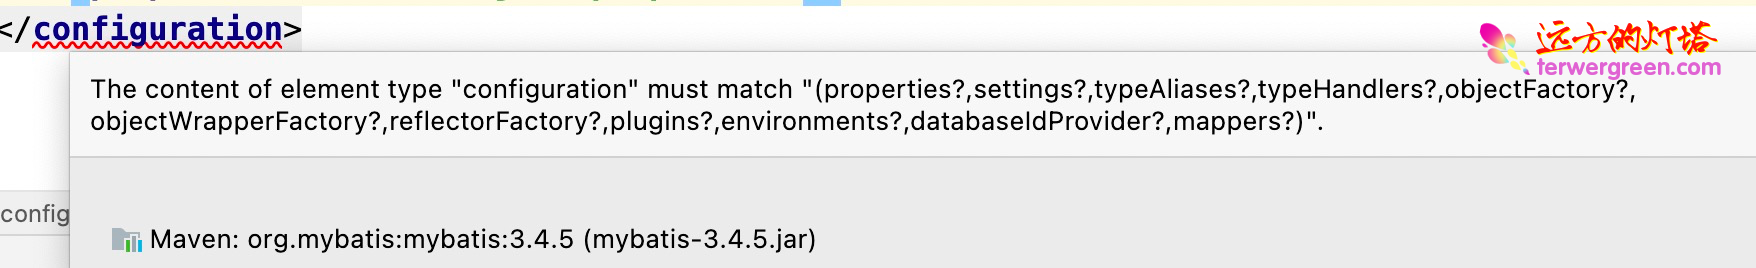 </configuration>
远方的灯塔
terwergreen.com
The content of element type "configuration" must match "(properties?,settings?,typeAliases?,typeHandlers?,objectFactory?,
objectWrapperFactory?,reflectorFactory?,plugins?,environments?,databaseIdProvider?,mappers?)".
config
Maven: org.mybatis:mybatis:3.4.5 (mybatis-3.4.5.jar)